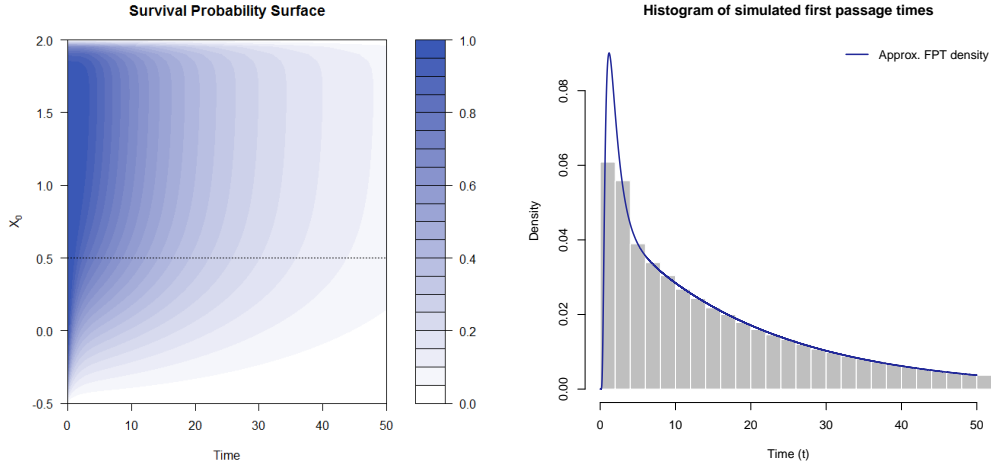 Survival Probability Surface
2.0
1.5
1.0
0.5
0.0
-0.5
X0
0 10 20 30 40 50
Time
1.0
0.8
0.6
0.4
0.2
0.0
Histogram of simulated first passage times
Approx. FPT density
0.08
0.06
0.04
0.02
0.00
Density
0 10 20 30 40 50
Time (t)